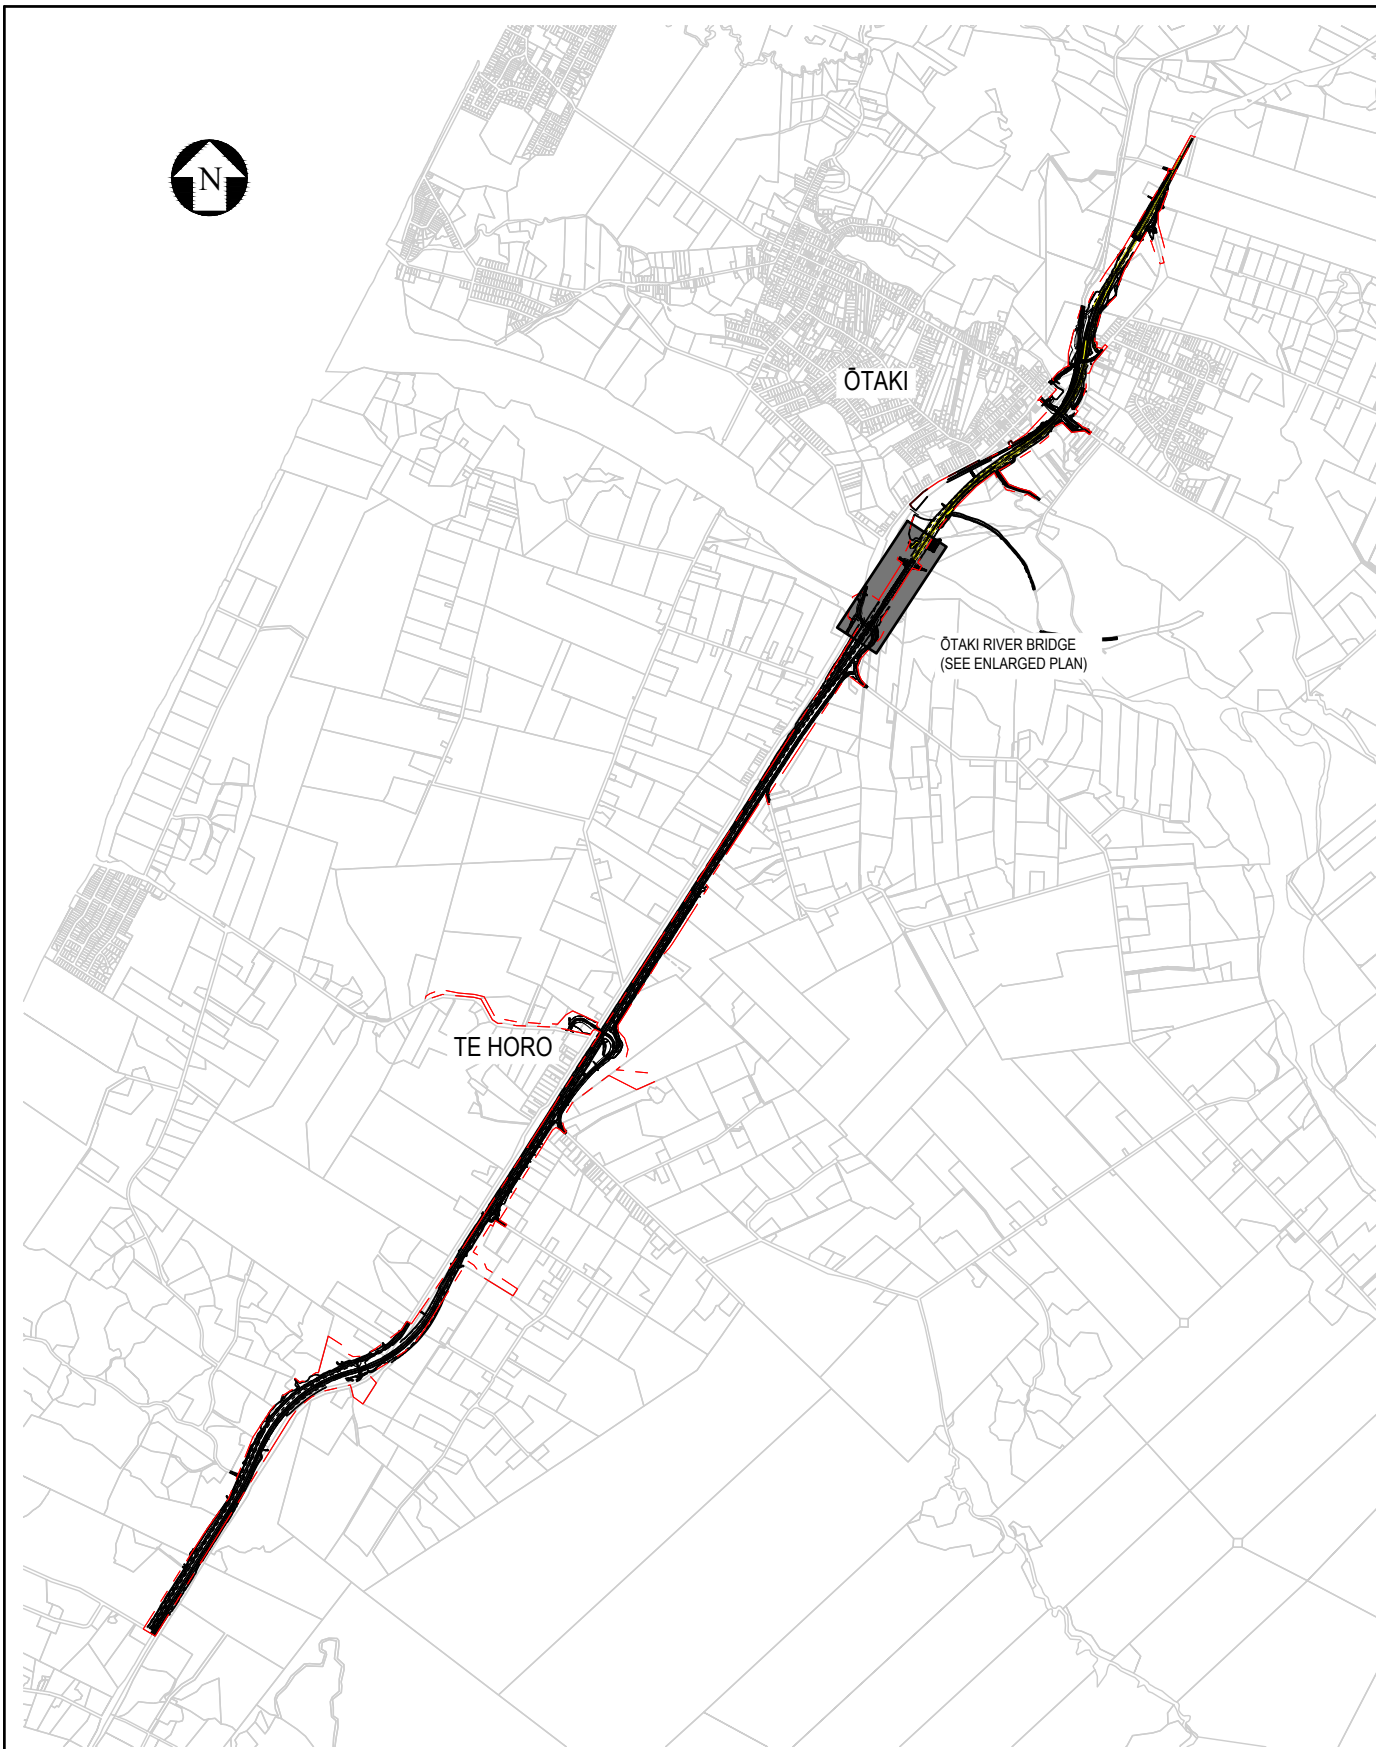 N
ŌTAKI
ŌTAKI RIVER BRIDGE
(SEE ENLARGED PLAN)
TE HORO